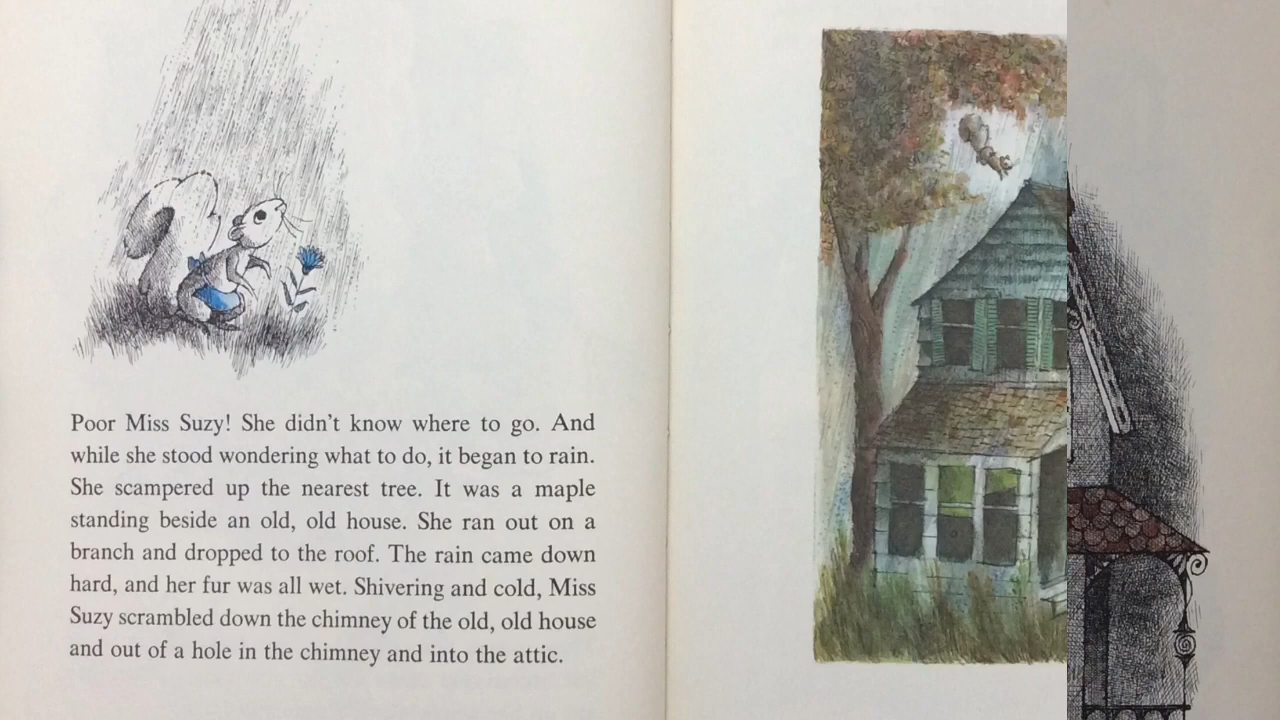 Poor Miss Suzy! She didn't know where to go. And
while she stood wondering what to do, it began to rain.
She scampered up the nearest tree. It was a maple
standing beside an old, old house. She ran out on a
branch and dropped to the roof. The rain came down
hard, and her fur was all wet. Shivering and cold, Miss
Suzy scrambled down the chimney of the old, old house
and out of a hole in the chimney and into the attic.